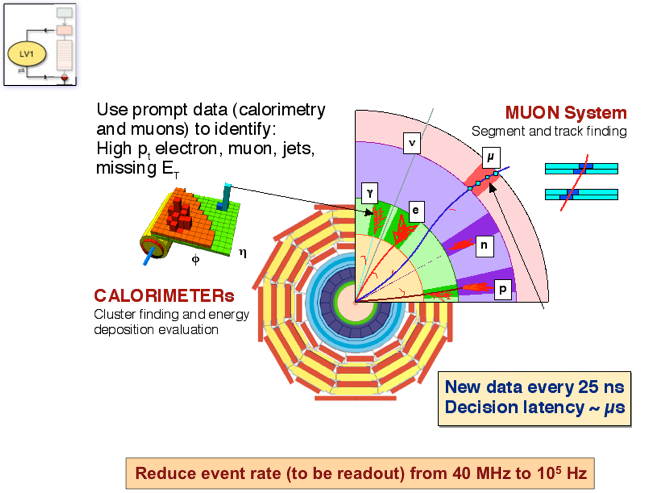 LV1
Use prompt data (calorimetry
and muons) to identify:
High pt electron, muon, jets,
missing ET
MUON System
Segment and track finding
ν
μ
γ
e
n
p
φ
η
CALORIMETERs
Cluster finding and energy
deposition evaluation
New data every 25 ns
Decision latency ~ μs
Reduce event rate (to be readout) from 40 MHz to 10⁵ Hz